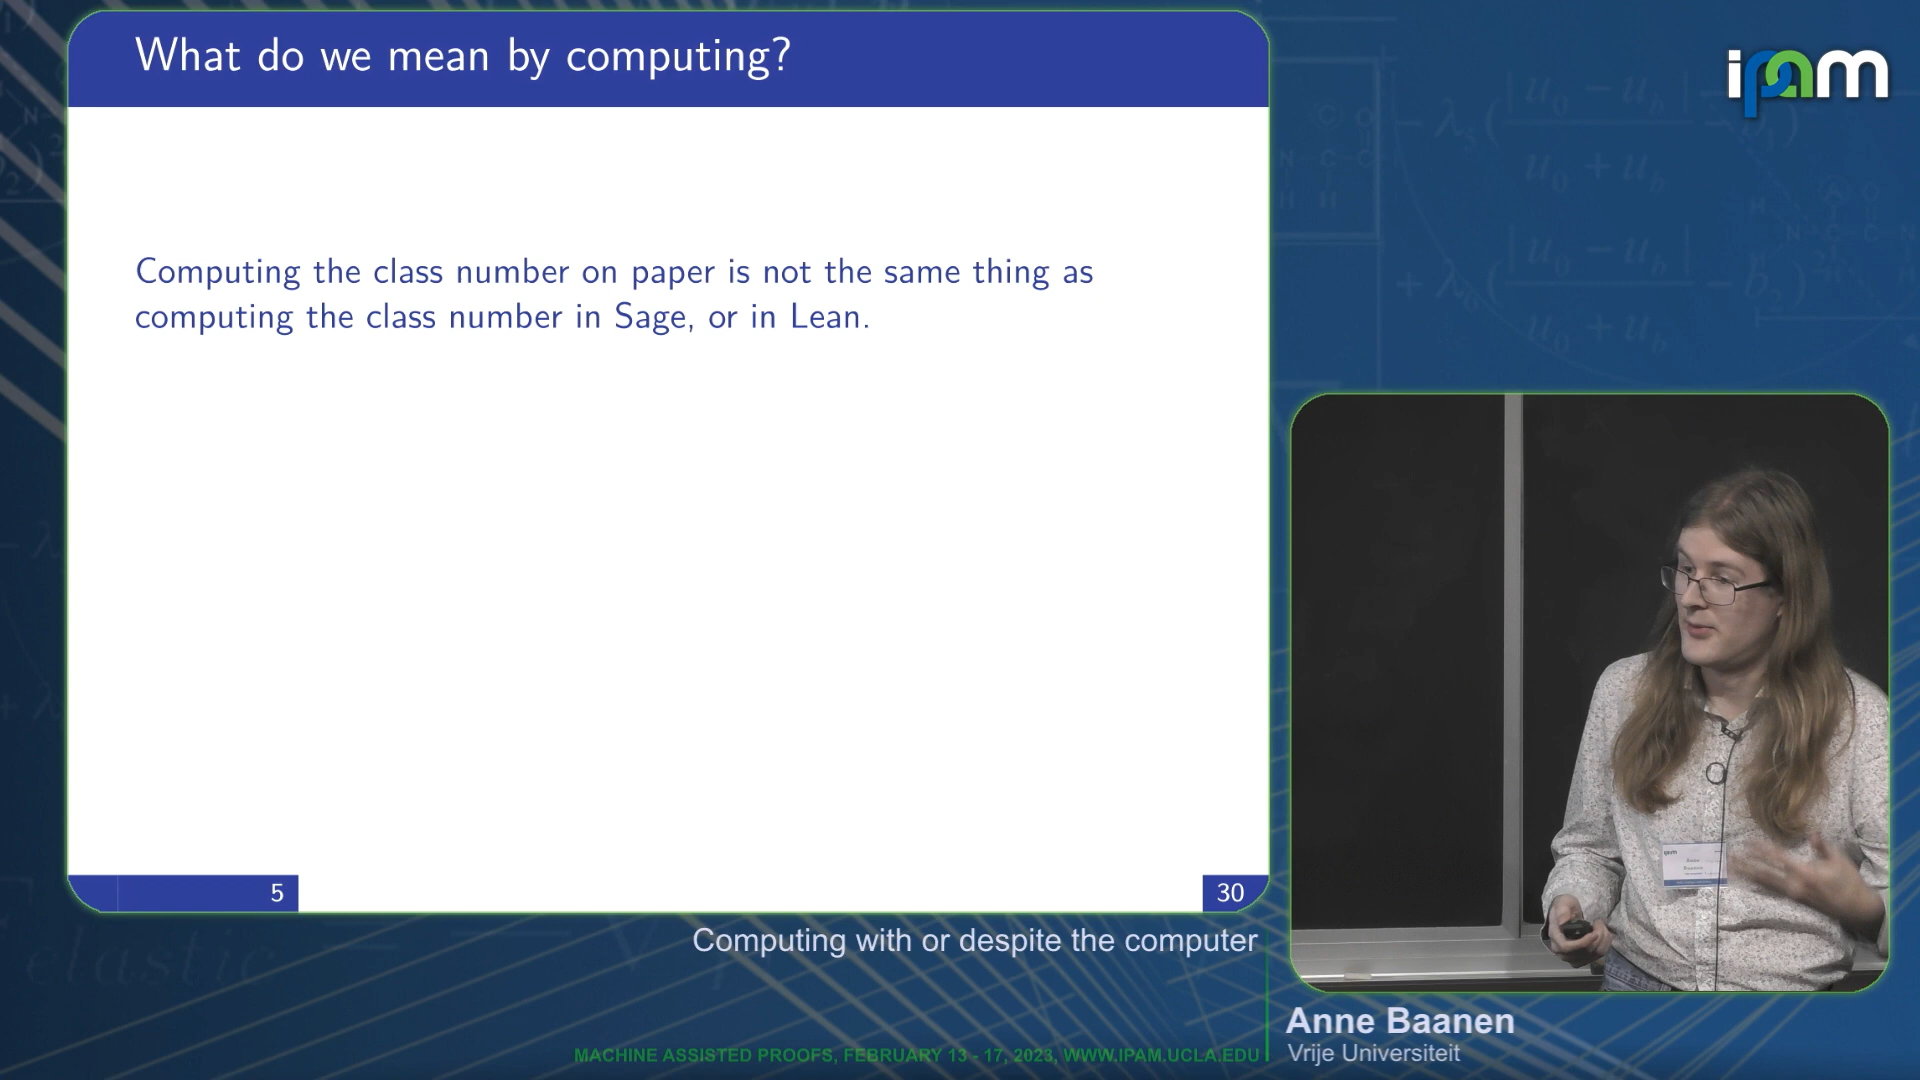 What do we mean by computing?
ipam
Computing the class number on paper is not the same thing as
computing the class number in Sage, or in Lean.
5
30
Computing with or despite the computer
Anne Baanen
Vrije Universiteit
MACHINE ASSISTED PROOFS, FEBRUARY 13 - 17, 2023, WWW.IPAM.UCLA.EDU